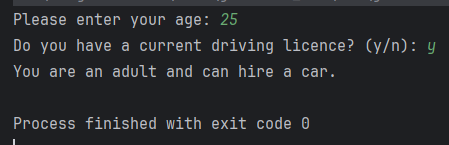 Please enter your age: 25
Do you have a current driving licence? (y/n): y
You are an adult and can hire a car.
Process finished with exit code 0